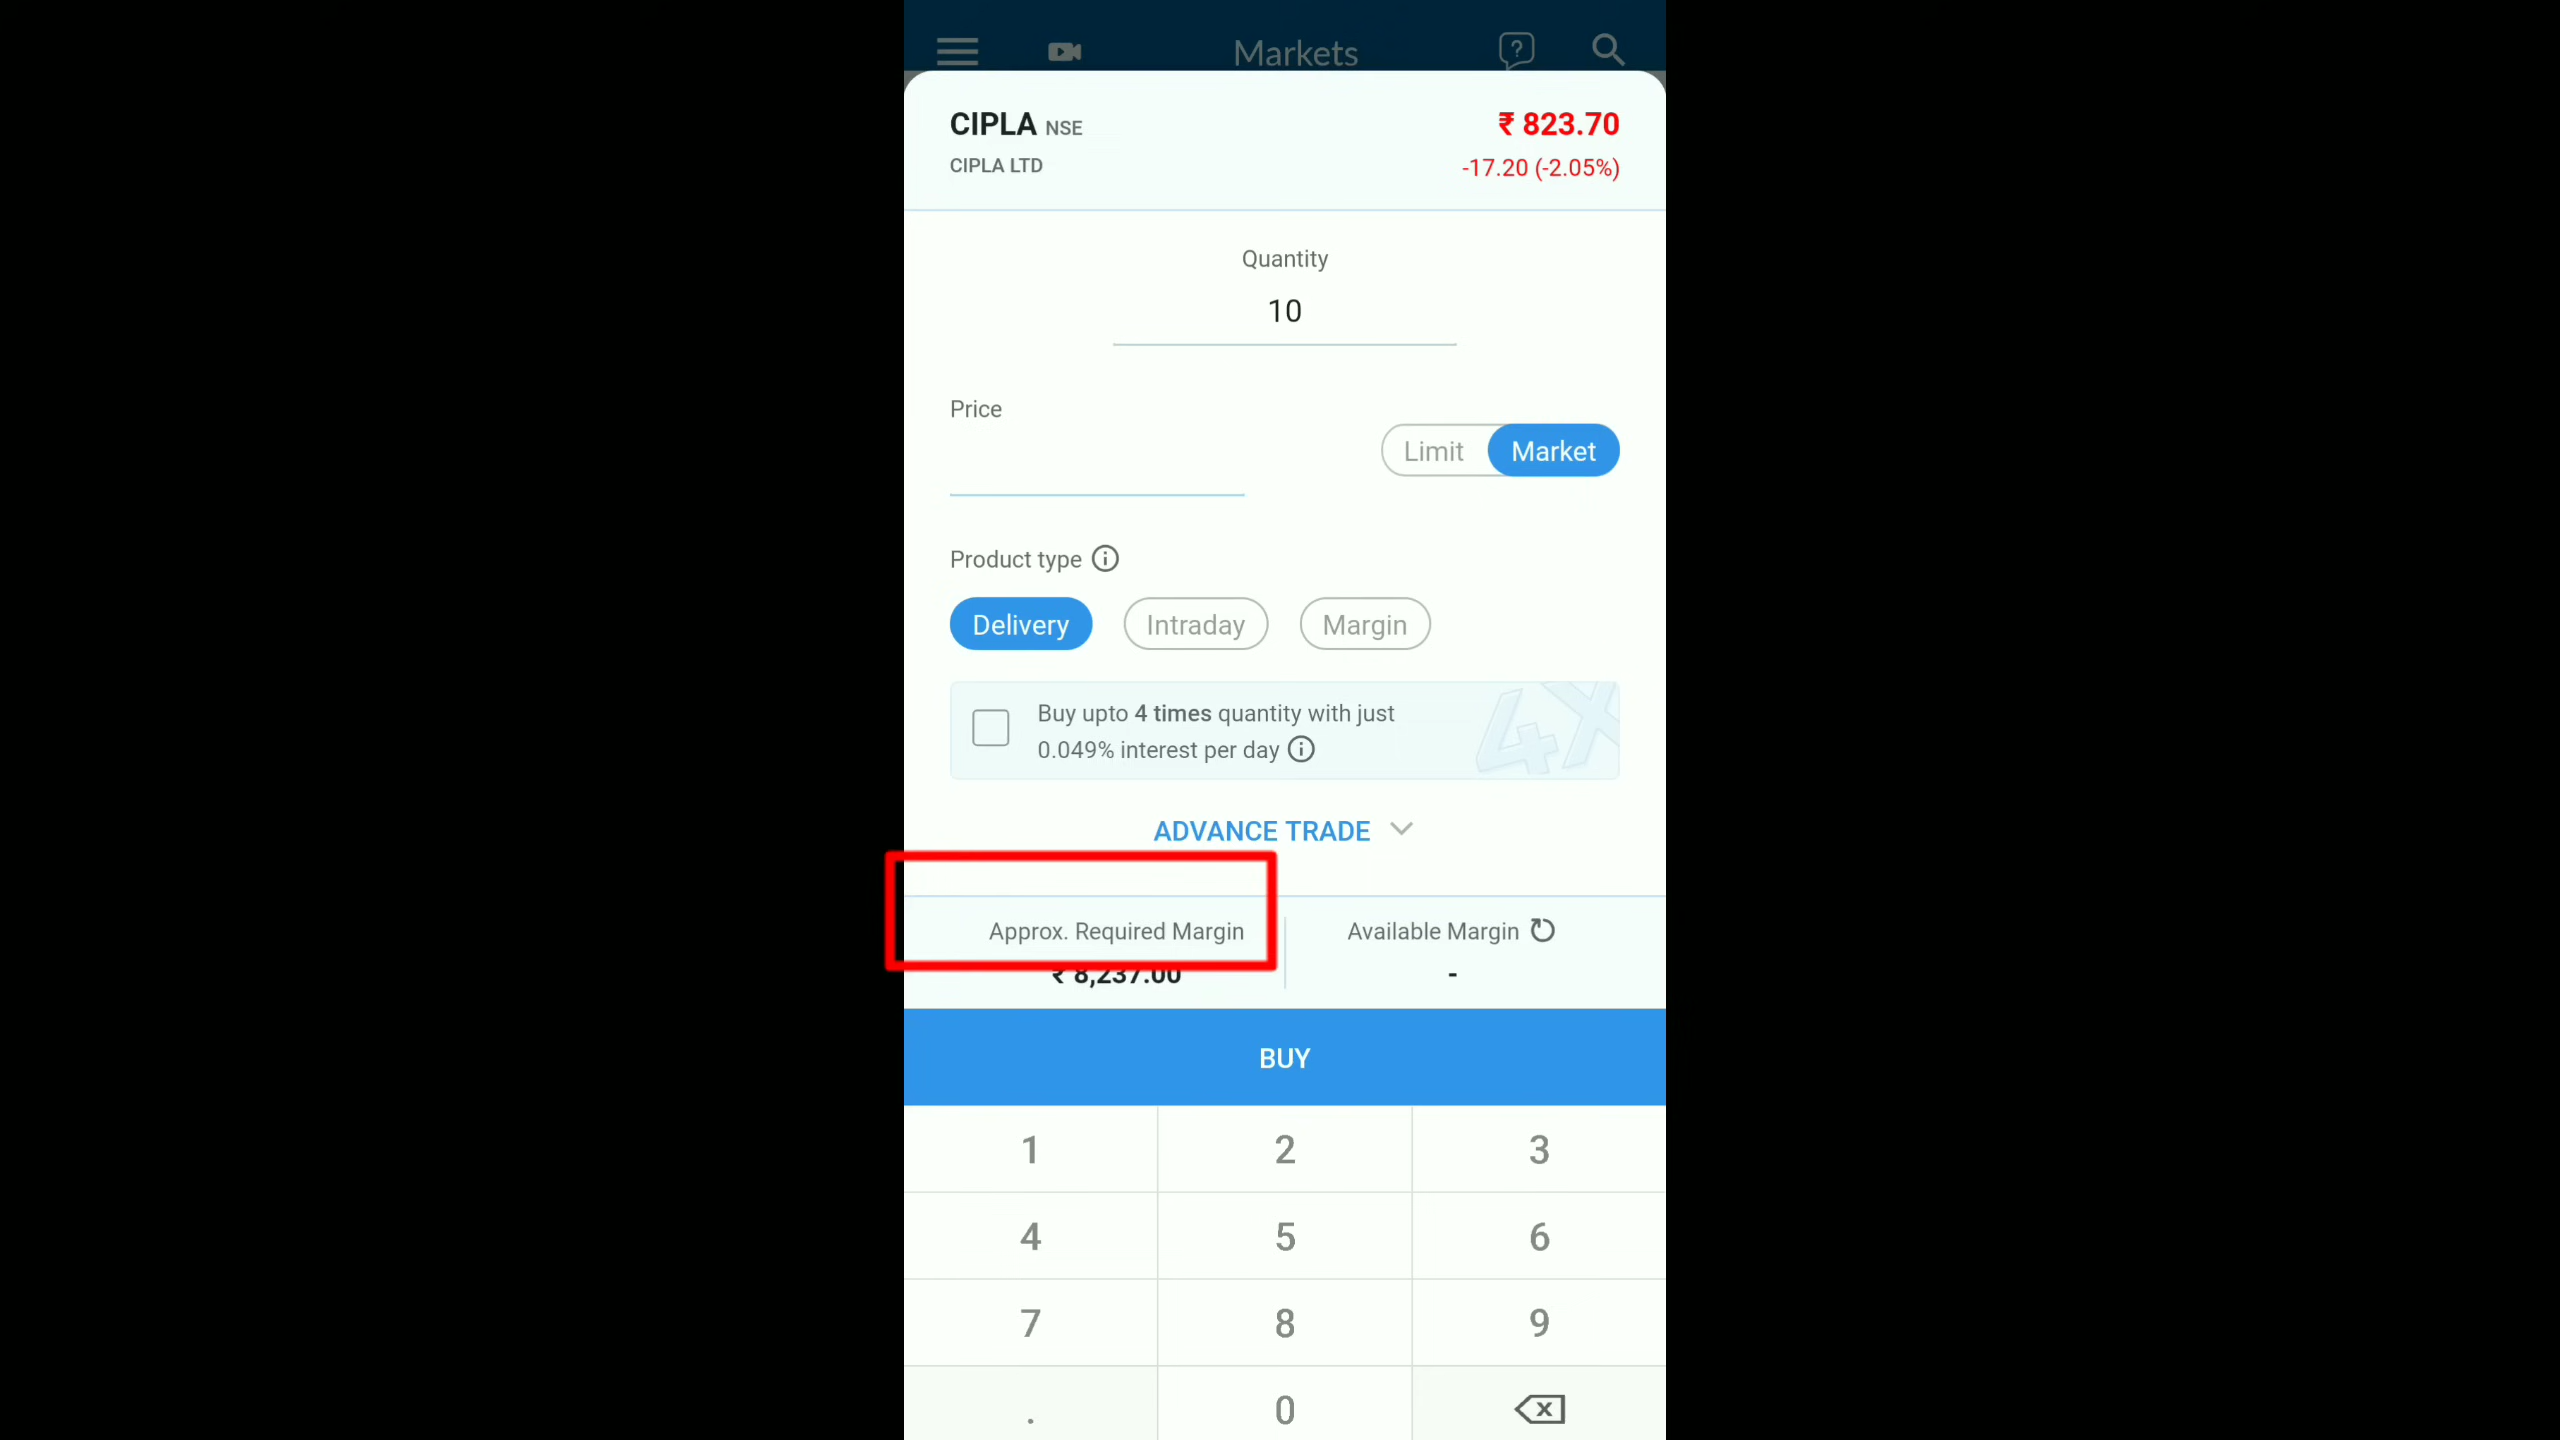 Markets
CIPLA NSE
₹ 823.70
CIPLA LTD
-17.20 (-2.05%)
Quantity
10
Price
Limit
Market
Product type
Delivery
Intraday
Margin
Buy upto 4 times quantity with just
0.049% interest per day
4X
ADVANCE TRADE
Approx. Required Margin
Available Margin
₹ 8,237.00
-
BUY
1 2 3
4 5 6
7 8 9
. 0